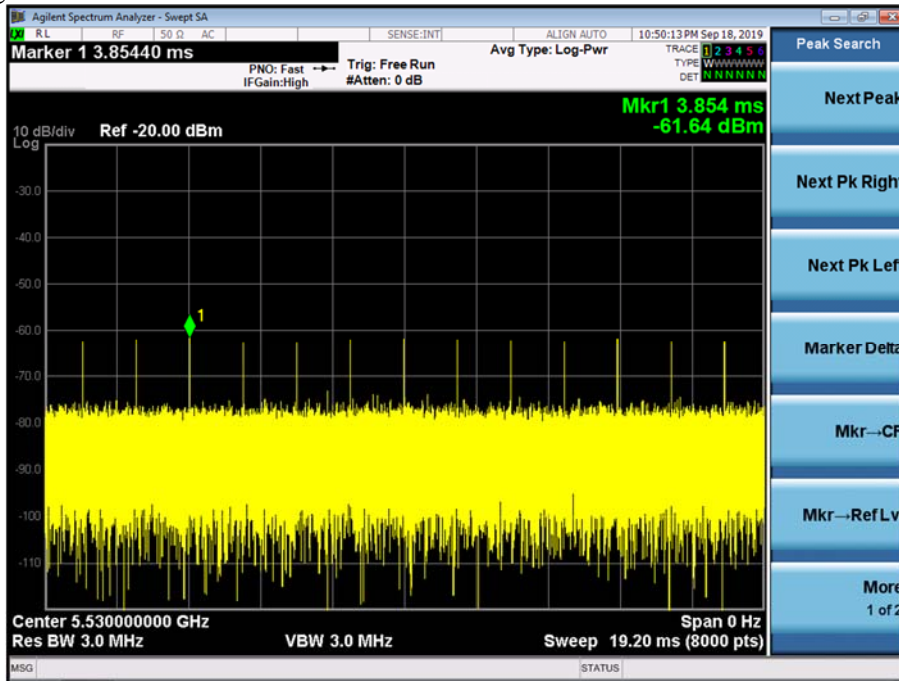 Agilent Spectrum Analyzer - Swept SA
LXI RL RF 50 Ω AC SENSE:INT ALIGN AUTO 10:50:13 PM Sep 18, 2019
Marker 1 3.85440 ms
PNO: Fast
IFGain:High
Trig: Free Run
#Atten: 0 dB
Avg Type: Log-Pwr
TRACE 1 2 3 4 5 6
TYPE WWWWWW
DET N N N N N N
Peak Search
Mkr1 3.854 ms
-61.64 dBm
10 dB/div Ref -20.00 dBm
Log
-30.0
-40.0
-50.0
-60.0
-70.0
-80.0
-90.0
-100
-110
1
Next Peak
Next Pk Right
Next Pk Left
Marker Delta
Mkr→CF
Mkr→Ref Lv
More
1 of 2
Center 5.530000000 GHz
Span 0 Hz
Res BW 3.0 MHz
VBW 3.0 MHz
Sweep 19.20 ms (8000 pts)
MSG
STATUS